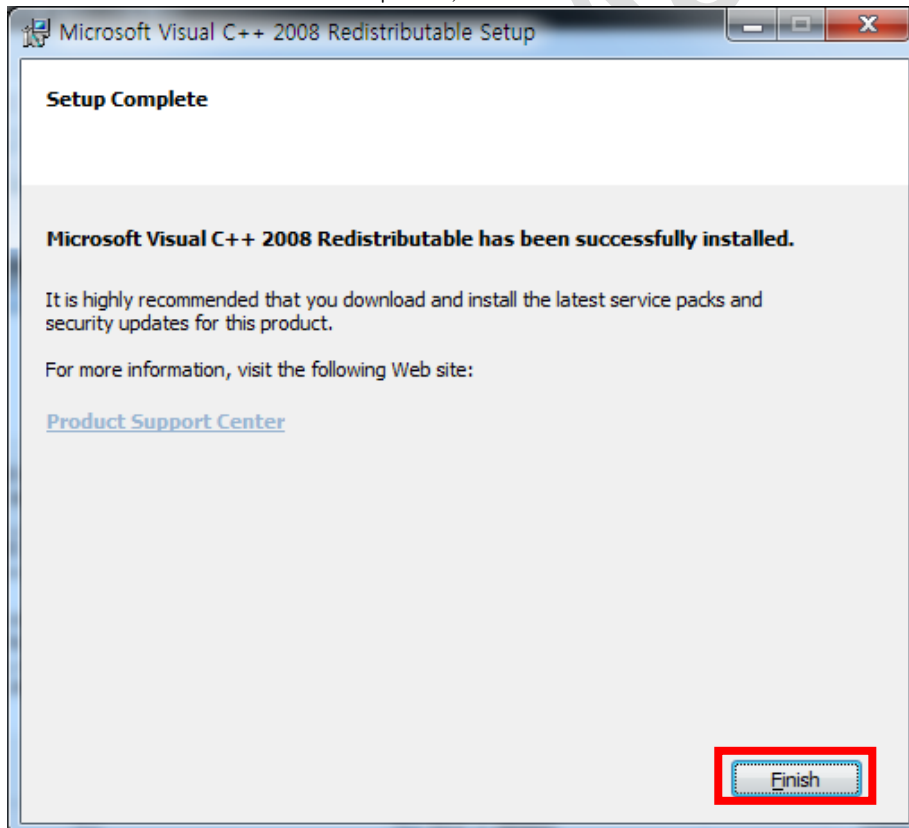 Microsoft Visual C++ 2008 Redistributable Setup
Setup Complete
Microsoft Visual C++ 2008 Redistributable has been successfully installed.
It is highly recommended that you download and install the latest service packs and
security updates for this product.
For more information, visit the following Web site:
Product Support Center
Finish